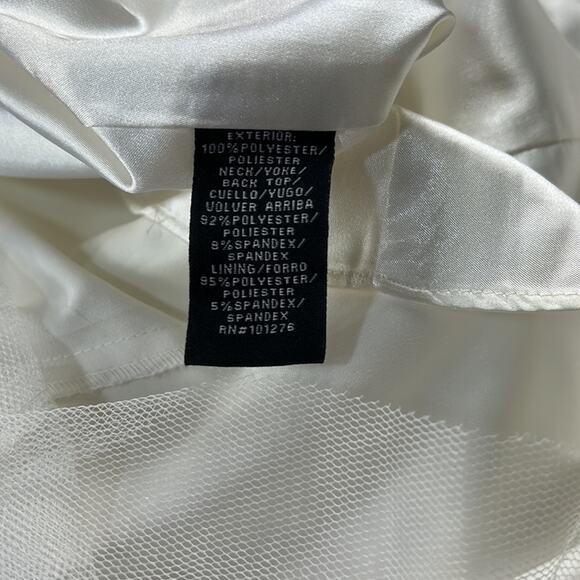 EXTERIOR:
100%POLYESTER/
POLIESTER
NECK/YOKE/
BACK TOP/
CUELLO/YUGO/
VOLVER ARRIBA
92%POLYESTER/
POLIESTER
8%SPANDEX/
SPANDEX
LINING/FORRO
95%POLYESTER/
POLIESTER
5%SPANDEX/
SPANDEX
RN#101276